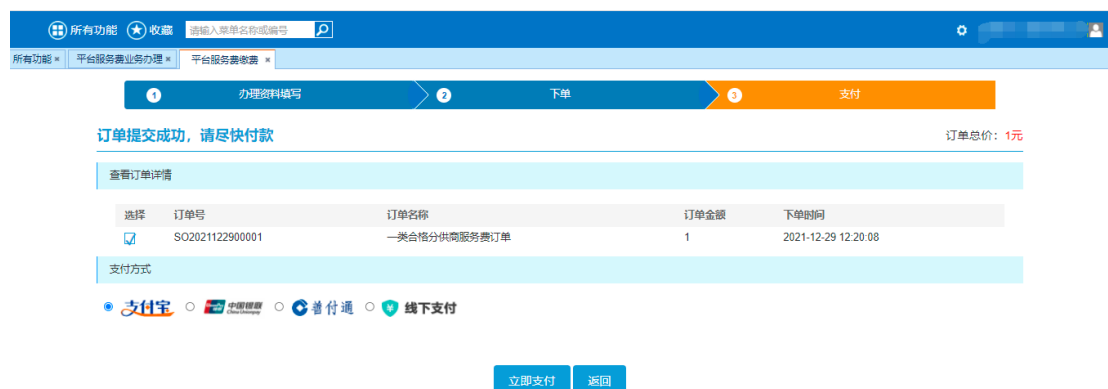 所有功能 收藏 请输入菜单名称或编号
所有功能 × 平台服务费业务办理 × 平台服务费缴费 ×
1 办理资料填写 2 下单 3 支付
订单提交成功，请尽快付款 订单总价：1元
查看订单详情
选择 订单号 订单名称 订单金额 下单时间
SO2021122900001 一类合格分供商服务费订单 1 2021-12-29 12:20:08
支付方式
支付宝 中国银联 China Unionpay 善付通 线下支付
立即支付 返回